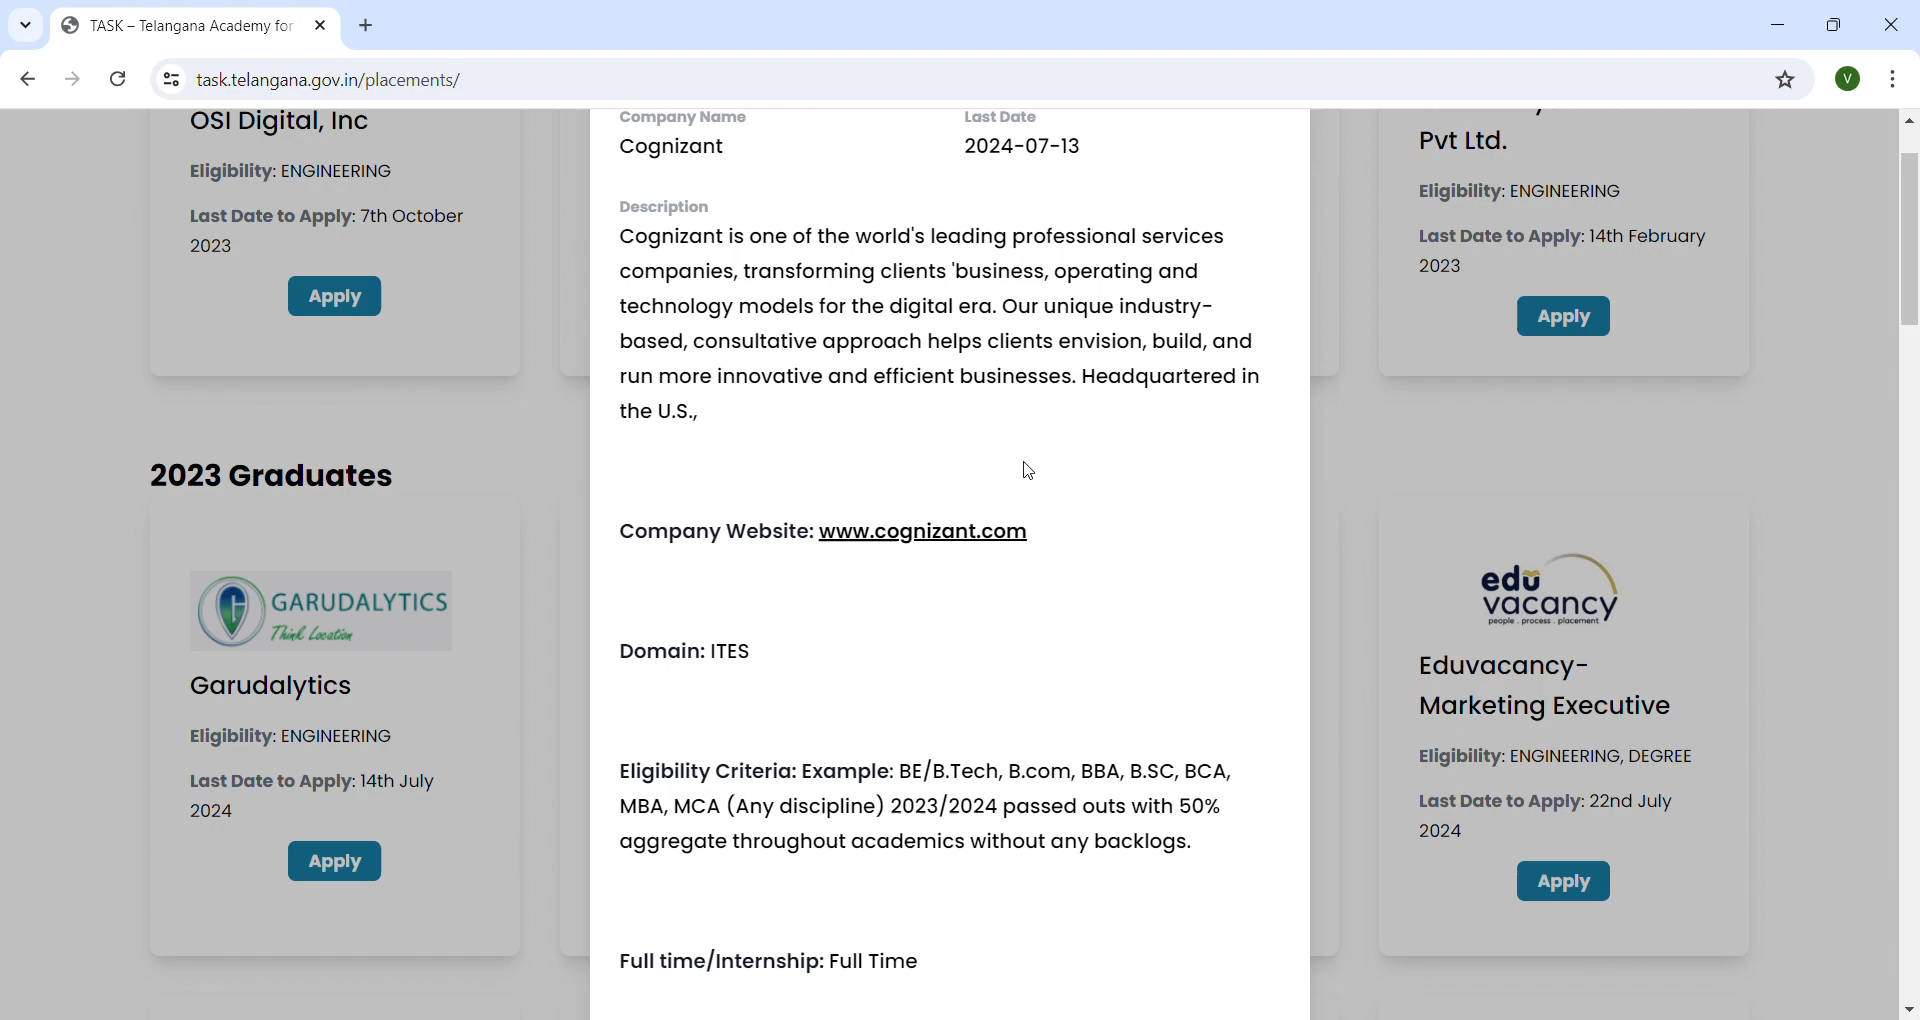 TASK – Telangana Academy for
task.telangana.gov.in/placements/
V
OSI Digital, Inc
Eligibility: ENGINEERING
Last Date to Apply: 7th October
2023
Apply
Company Name
Cognizant
Last Date
2024-07-13
Description
Cognizant is one of the world's leading professional services
companies, transforming clients 'business, operating and
technology models for the digital era. Our unique industry-
based, consultative approach helps clients envision, build, and
run more innovative and efficient businesses. Headquartered in
the U.S.,
Company Website: www.cognizant.com
Domain: ITES
Eligibility Criteria: Example: BE/B.Tech, B.com, BBA, B.SC, BCA,
MBA, MCA (Any discipline) 2023/2024 passed outs with 50%
aggregate throughout academics without any backlogs.
Full time/Internship: Full Time
Pvt Ltd.
Eligibility: ENGINEERING
Last Date to Apply: 14th February
2023
Apply
2023 Graduates
GARUDALYTICS
Think Location
Garudalytics
Eligibility: ENGINEERING
Last Date to Apply: 14th July
2024
Apply
edu
vacancy
people . process . placement
Eduvacancy-
Marketing Executive
Eligibility: ENGINEERING, DEGREE
Last Date to Apply: 22nd July
2024
Apply